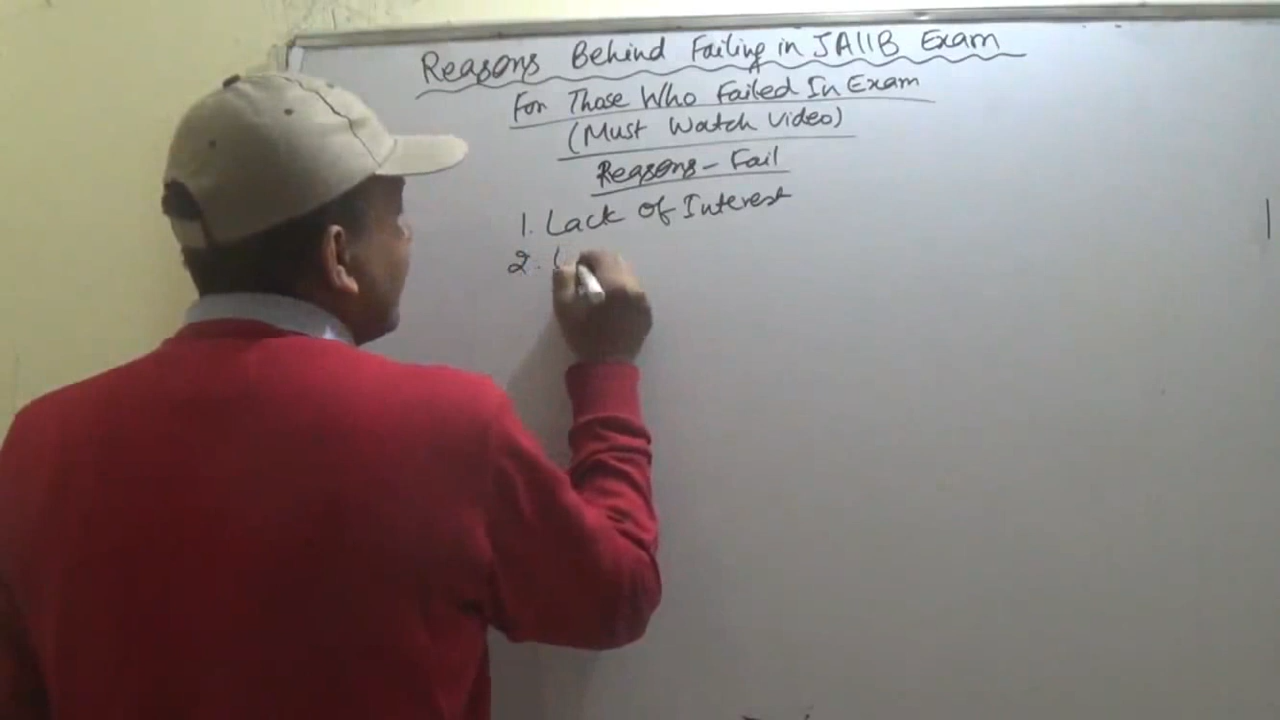 Reasons Behind Failing in JAIIB Exam
For Those Who Failed In Exam
(Must Watch Video)
Reasons - Fail
1. Lack Of Interest
2.